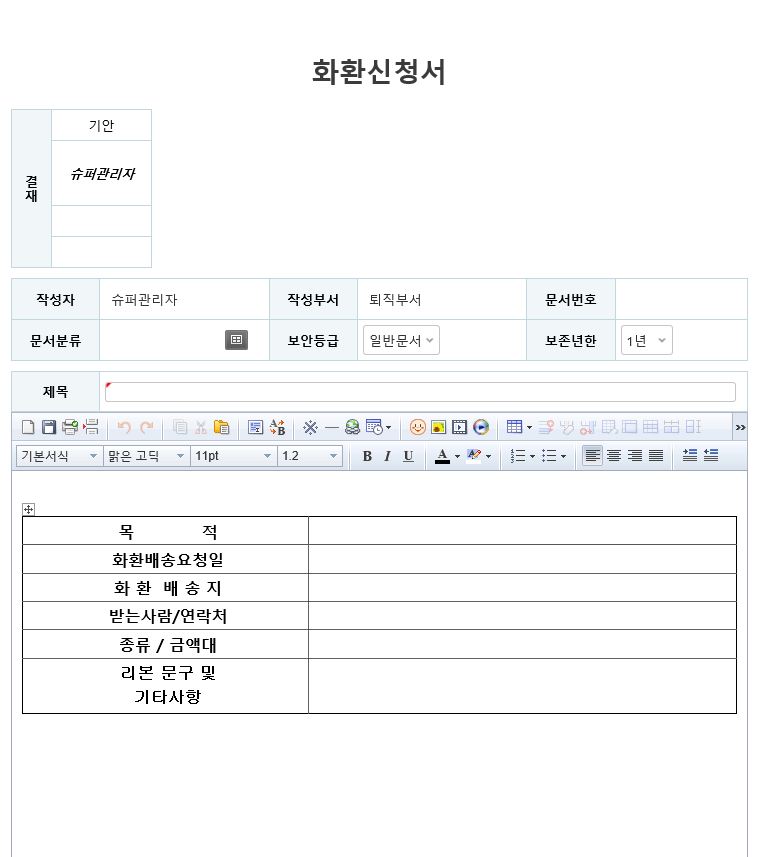 화환신청서
결재
기안
슈퍼관리자
작성자 슈퍼관리자 작성부서 퇴직부서 문서번호
문서분류 보안등급 일반문서 보존년한 1년
제목
기본서식 맑은 고딕 11pt 1.2 B I U A
목 적
화환배송요청일
화 환 배 송 지
받는사람/연락처
종류 / 금액대
리본 문구 및
기타사항